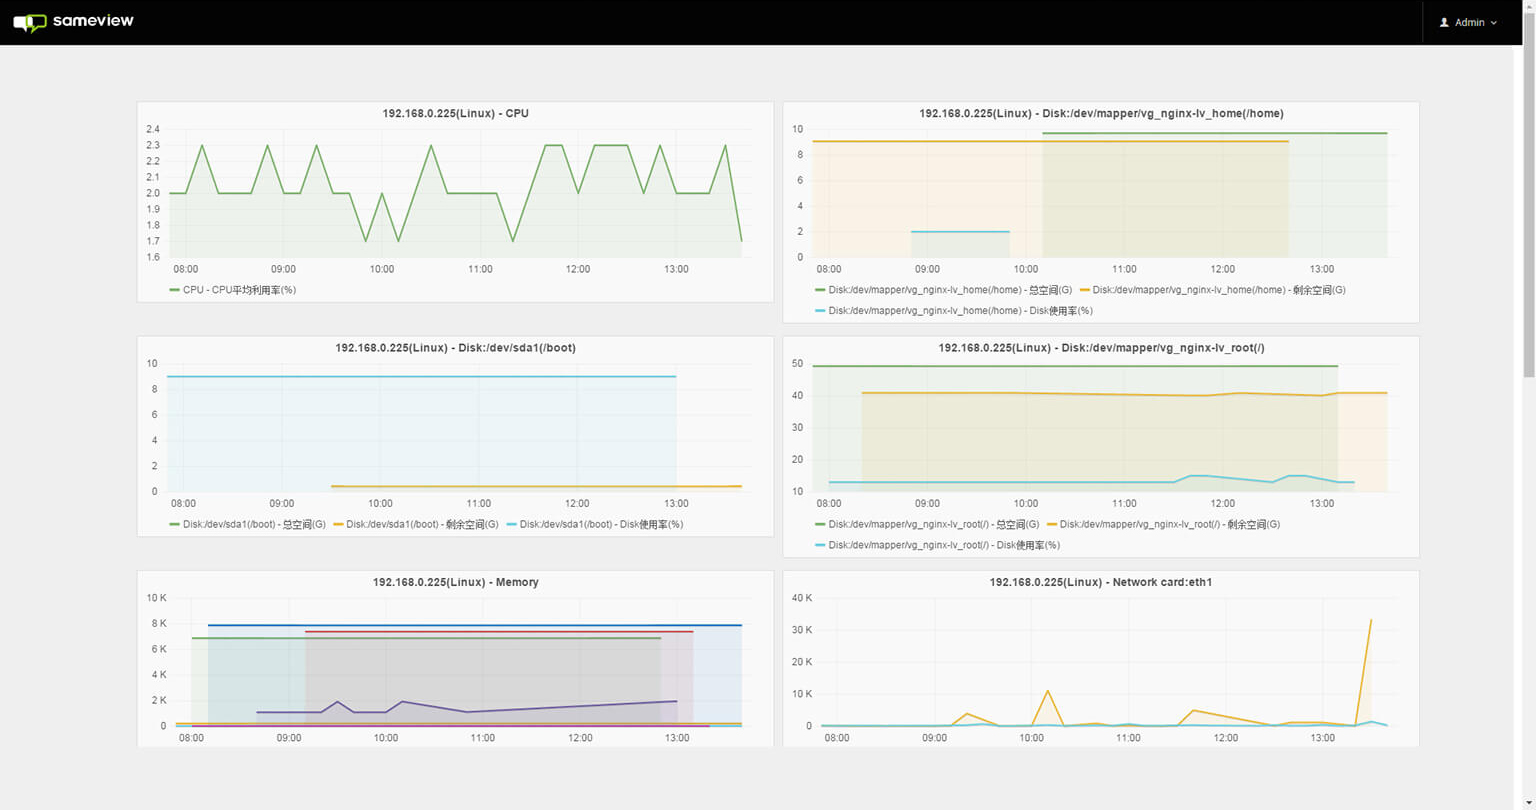 sameview
Admin
192.168.0.225(Linux) - CPU
2.4
2.3
2.2
2.1
2.0
1.9
1.8
1.7
1.6
08:00 09:00 10:00 11:00 12:00 13:00
CPU - CPU平均利用率(%)
192.168.0.225(Linux) - Disk:/dev/mapper/vg_nginx-lv_home(/home)
10
8
6
4
2
0
08:00 09:00 10:00 11:00 12:00 13:00
Disk:/dev/mapper/vg_nginx-lv_home(/home) - 总空间(G) Disk:/dev/mapper/vg_nginx-lv_home(/home) - 剩余空间(G)
Disk:/dev/mapper/vg_nginx-lv_home(/home) - Disk使用率(%)
192.168.0.225(Linux) - Disk:/dev/sda1(/boot)
10
8
6
4
2
0
08:00 09:00 10:00 11:00 12:00 13:00
Disk:/dev/sda1(/boot) - 总空间(G) Disk:/dev/sda1(/boot) - 剩余空间(G) Disk:/dev/sda1(/boot) - Disk使用率(%)
192.168.0.225(Linux) - Disk:/dev/mapper/vg_nginx-lv_root(/)
50
40
30
20
10
08:00 09:00 10:00 11:00 12:00 13:00
Disk:/dev/mapper/vg_nginx-lv_root(/) - 总空间(G) Disk:/dev/mapper/vg_nginx-lv_root(/) - 剩余空间(G)
Disk:/dev/mapper/vg_nginx-lv_root(/) - Disk使用率(%)
192.168.0.225(Linux) - Memory
10 K
8 K
6 K
4 K
2 K
0
08:00 09:00 10:00 11:00 12:00 13:00
192.168.0.225(Linux) - Network card:eth1
40 K
30 K
20 K
10 K
0
08:00 09:00 10:00 11:00 12:00 13:00